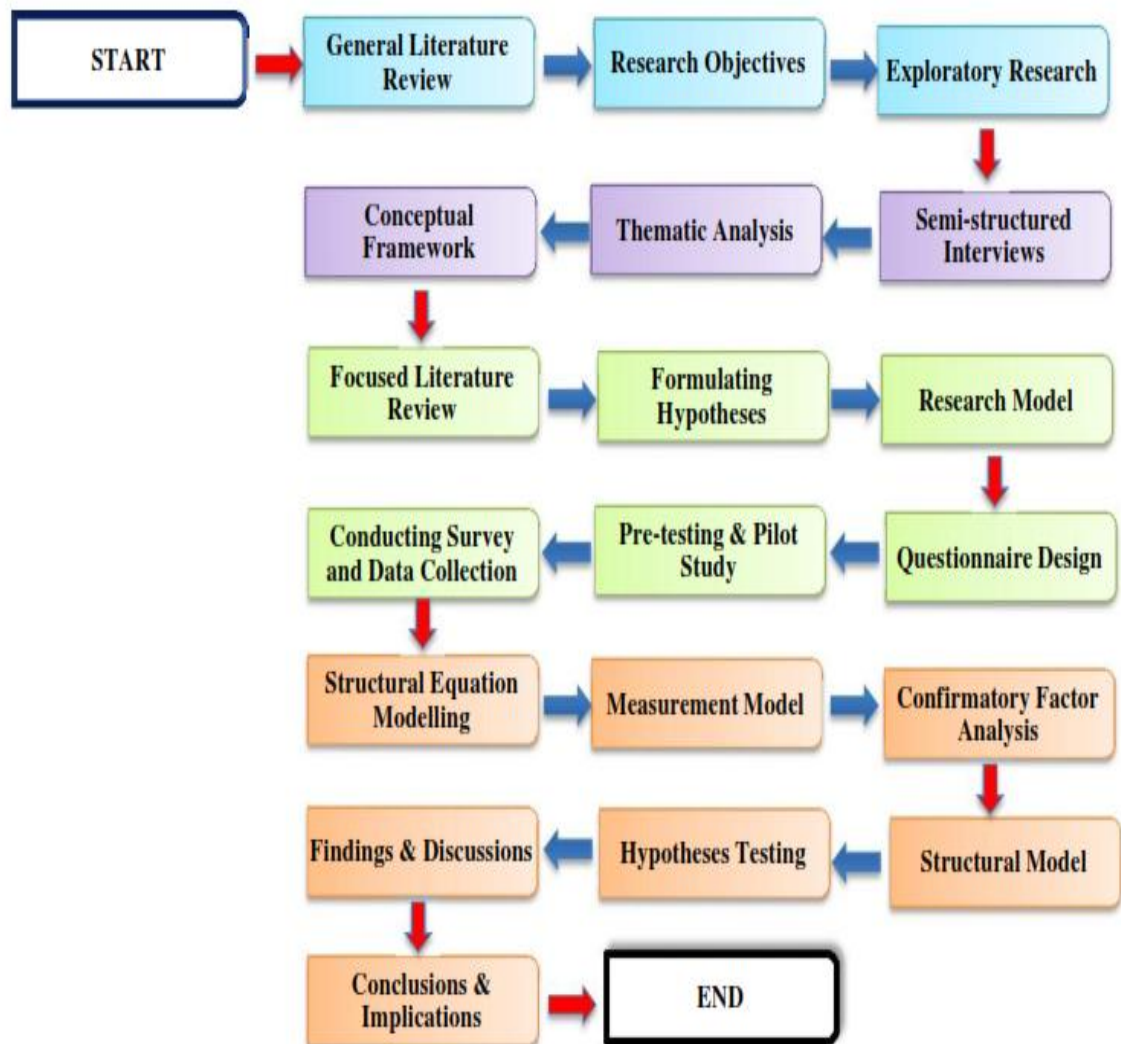 START
General Literature
Review
Research Objectives
Exploratory Research
Conceptual
Framework
Thematic Analysis
Semi-structured
Interviews
Focused Literature
Review
Formulating
Hypotheses
Research Model
Conducting Survey
and Data Collection
Pre-testing & Pilot
Study
Questionnaire Design
Structural Equation
Modelling
Measurement Model
Confirmatory Factor
Analysis
Findings & Discussions
Hypotheses Testing
Structural Model
Conclusions &
Implications
END